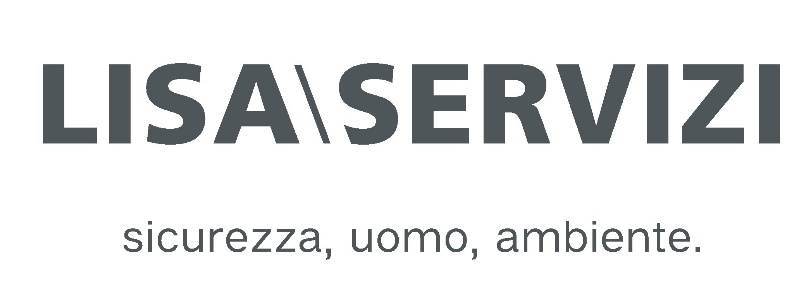 LISA\SERVIZI
sicurezza, uomo, ambiente.